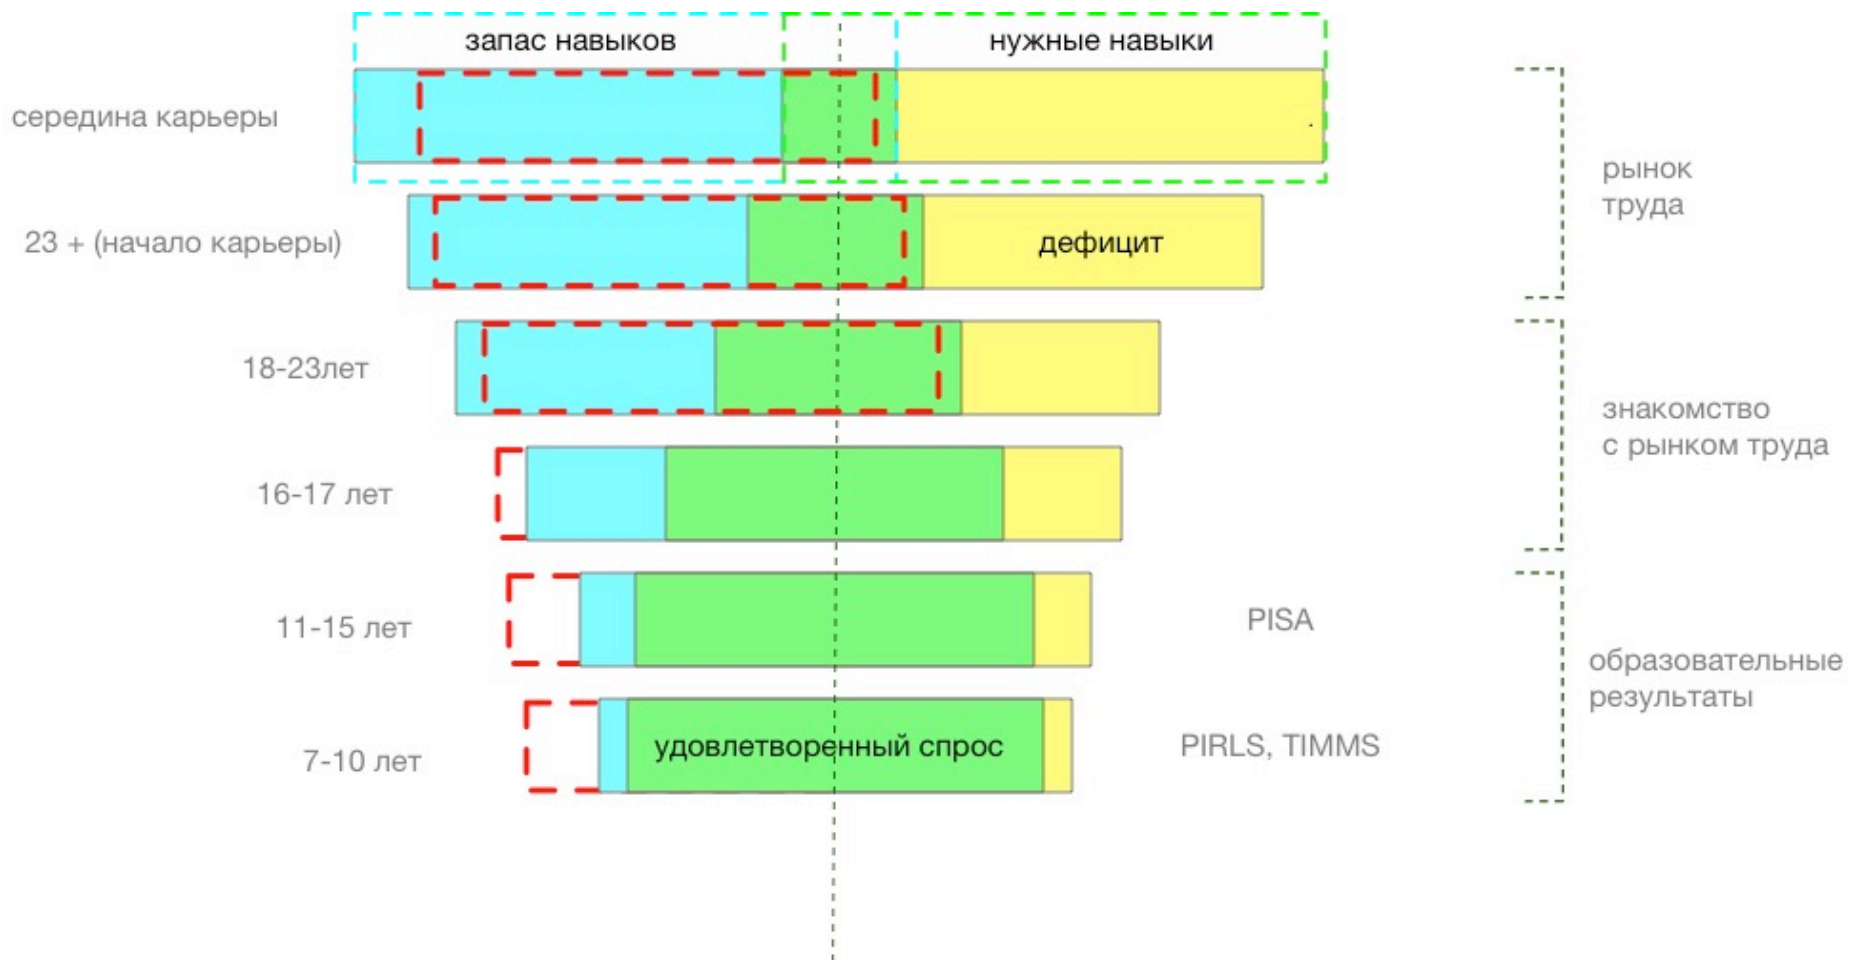 запас навыков
нужные навыки
середина карьеры
рынок
труда
23 + (начало карьеры)
дефицит
18-23лет
знакомство
с рынком труда
16-17 лет
11-15 лет
PISA
образовательные
результаты
7-10 лет
удовлетворенный спрос
PIRLS, TIMMS